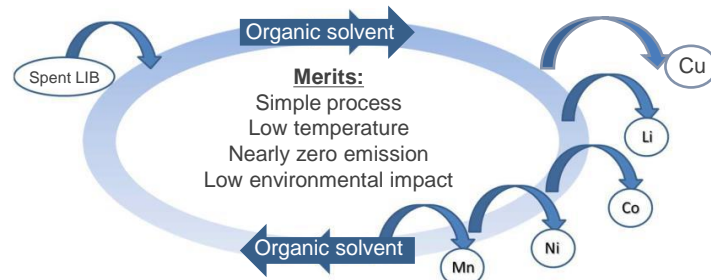 Organic solvent
Spent LIB
Cu
Merits:
Simple process
Low temperature
Nearly zero emission
Low environmental impact
Li
Co
Ni
Mn
Organic solvent